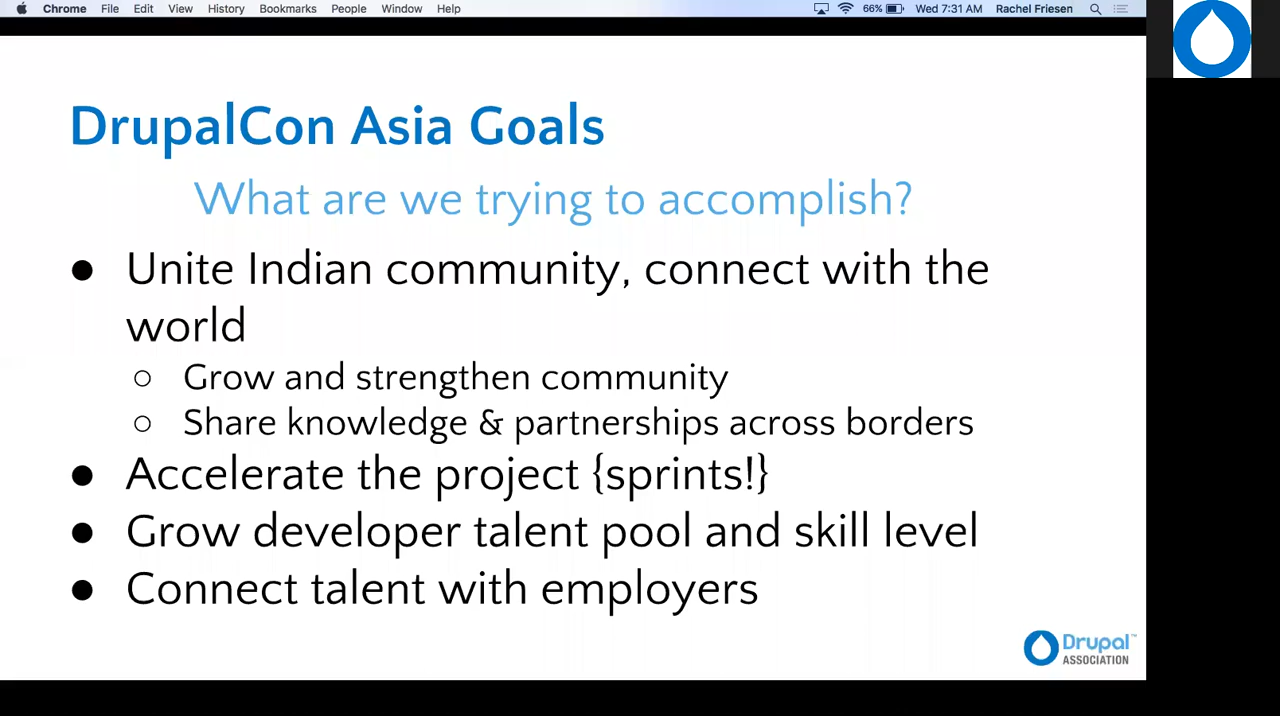 Chrome File Edit View History Bookmarks People Window Help 66% Wed 7:31 AM Rachel Friesen
DrupalCon Asia Goals
What are we trying to accomplish?
● Unite Indian community, connect with the
world
○ Grow and strengthen community
○ Share knowledge & partnerships across borders
● Accelerate the project {sprints!}
● Grow developer talent pool and skill level
● Connect talent with employers
Drupal™
ASSOCIATION